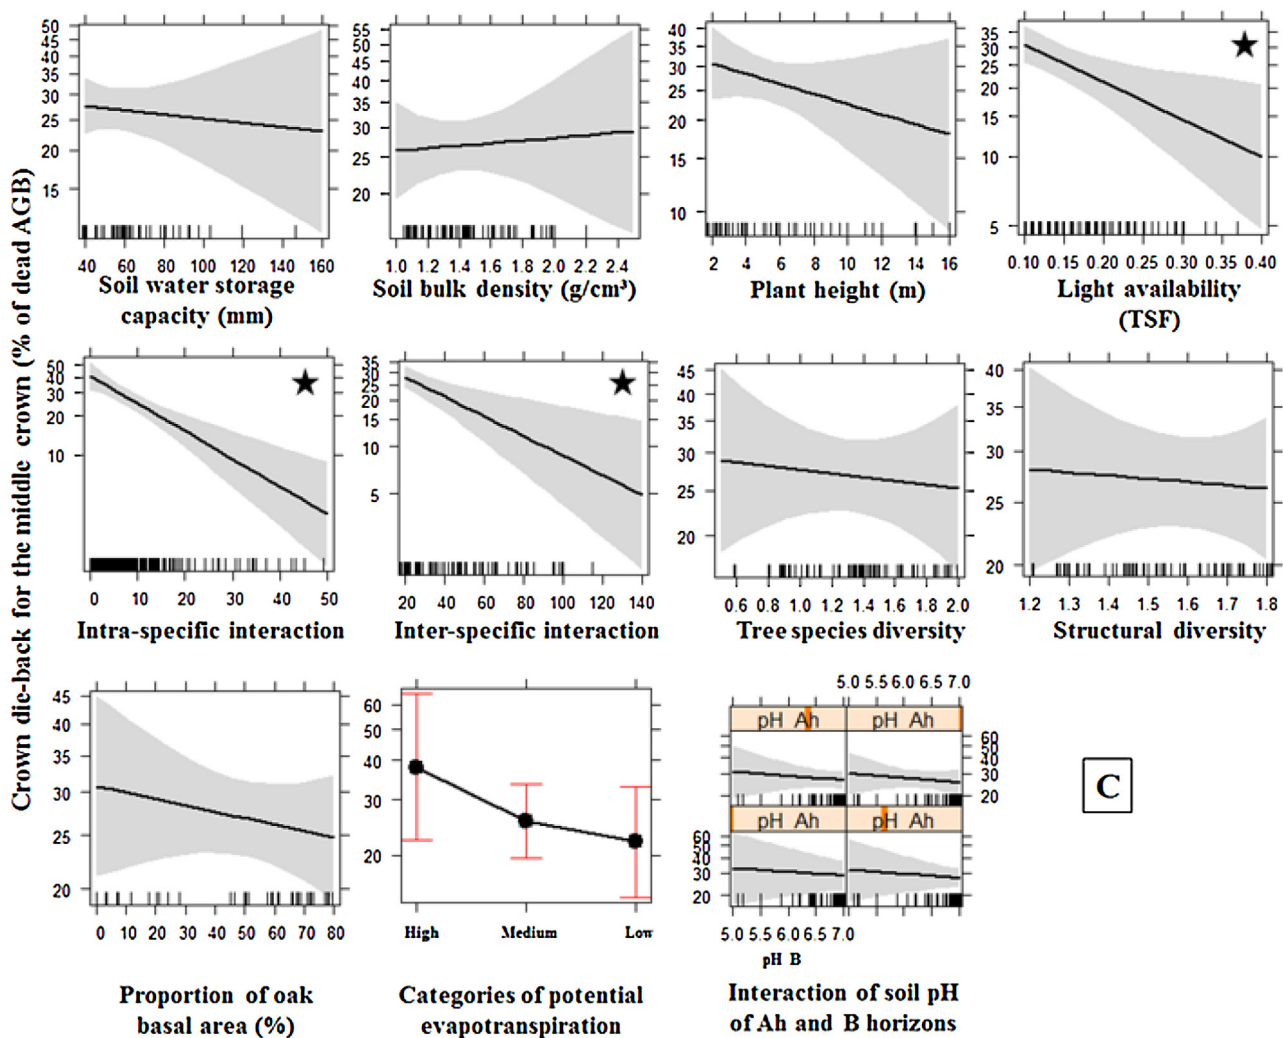 Crown die-back for the middle crown (% of dead AGB)
50
45
40
35
30
25
20
15
40 60 80 100 120 140 160
Soil water storage
capacity (mm)
55
50
45
40
35
30
25
20
1.0 1.2 1.4 1.6 1.8 2.0 2.2 2.4
Soil bulk density (g/cm³)
40
35
30
25
20
15
10
2 4 6 8 10 12 14 16
Plant height (m)
35
30
25
20
15
10
5
0.10 0.15 0.20 0.25 0.30 0.35 0.40
Light availability
(TSF)
50
40
30
20
10
0 10 20 30 40 50
Intra-specific interaction
35
30
25
20
15
10
5
20 40 60 80 100 120 140
Inter-specific interaction
45
40
35
30
25
20
0.6 0.8 1.0 1.2 1.4 1.6 1.8 2.0
Tree species diversity
40
35
30
25
20
1.2 1.3 1.4 1.5 1.6 1.7 1.8
Structural diversity
45
40
35
30
25
20
0 10 20 30 40 50 60 70 80
Proportion of oak
basal area (%)
60
50
40
30
20
High Medium Low
Categories of potential
evapotranspiration
5.0 5.5 6.0 6.5 7.0
pH Ah pH Ah
60
50
40
30
20
pH Ah pH Ah
60
50
40
30
20
5.0 5.5 6.0 6.5 7.0
pH B
Interaction of soil pH
of Ah and B horizons
C